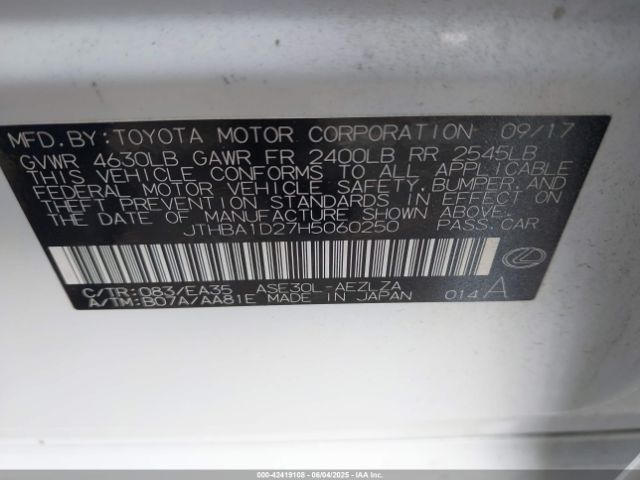 MFD.BY:TOYOTA MOTOR CORPORATION 09/17
GVWR 4630LB GAWR FR 2400LB RR 2545LB
THIS VEHICLE CONFORMS TO ALL APPLICABLE
FEDERAL MOTOR VEHICLE SAFETY,BUMPER,AND
THEFT PREVENTION STANDARDS IN EFFECT ON
THE DATE OF MANUFACTURE SHOWN ABOVE.
JTHBA1D27H5060250 PASS.CAR
C/TR:083/EA35 ASE30L-AEZLZA
A/TM:B07A/AA81E MADE IN JAPAN 014 A
000-42419108 - 06/04/2025 - IAAI.COM